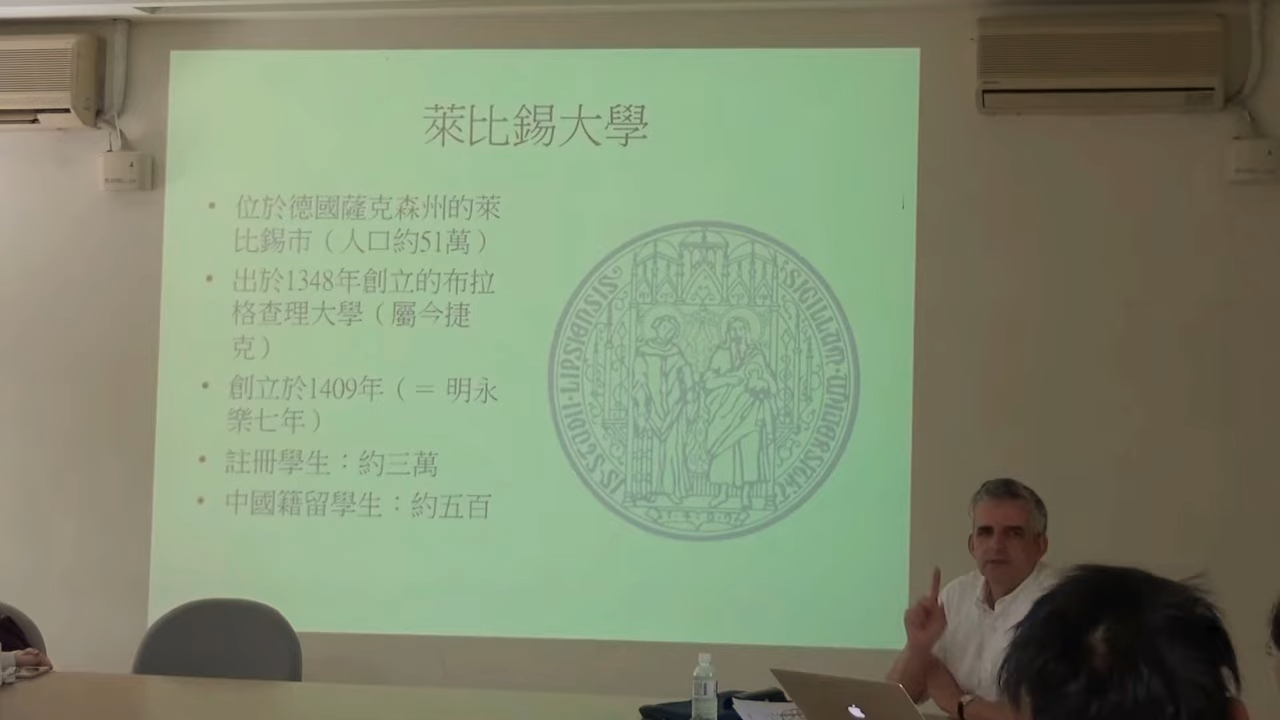 萊比錫大學
• 位於德國薩克森州的萊
比錫市（人口約51萬）
• 出於1348年創立的布拉
格查理大學（屬今捷
克）
• 創立於1409年（＝ 明永
樂七年）
• 註冊學生：約三萬
• 中國籍留學生：約五百